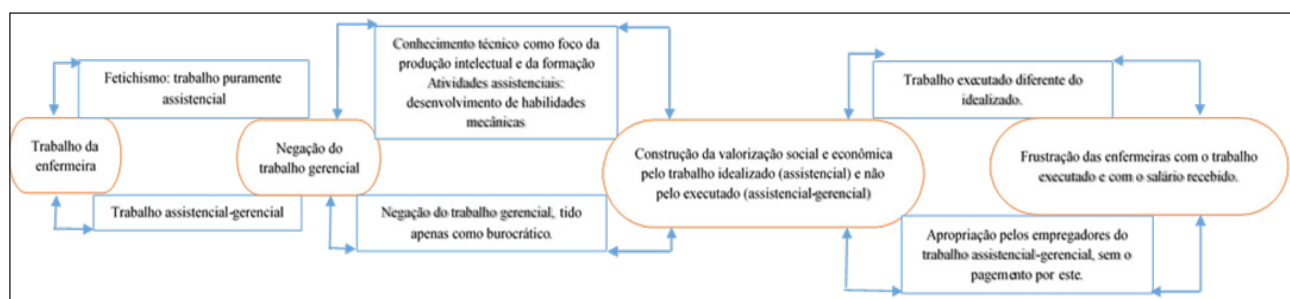 Fetichismo: trabalho puramente
assistencial
Trabalho da
enfermeira
Trabalho assistencial-gerencial
Conhecimento técnico como foco da
produção intelectual e da formação
Atividades assistenciais:
desenvolvimento de habilidades
mecânicas
Negação do
trabalho gerencial
Negação do trabalho gerencial, tido
apenas como burocrático.
Construção da valorização social e econômica
pelo trabalho idealizado (assistencial) e não
pelo executado (assistencial-gerencial)
Trabalho executado diferente do
idealizado.
Frustração das enfermeiras com o trabalho
executado e com o salário recebido.
Apropriação pelos empregadores do
trabalho assistencial-gerencial, sem o
pagemento por este.